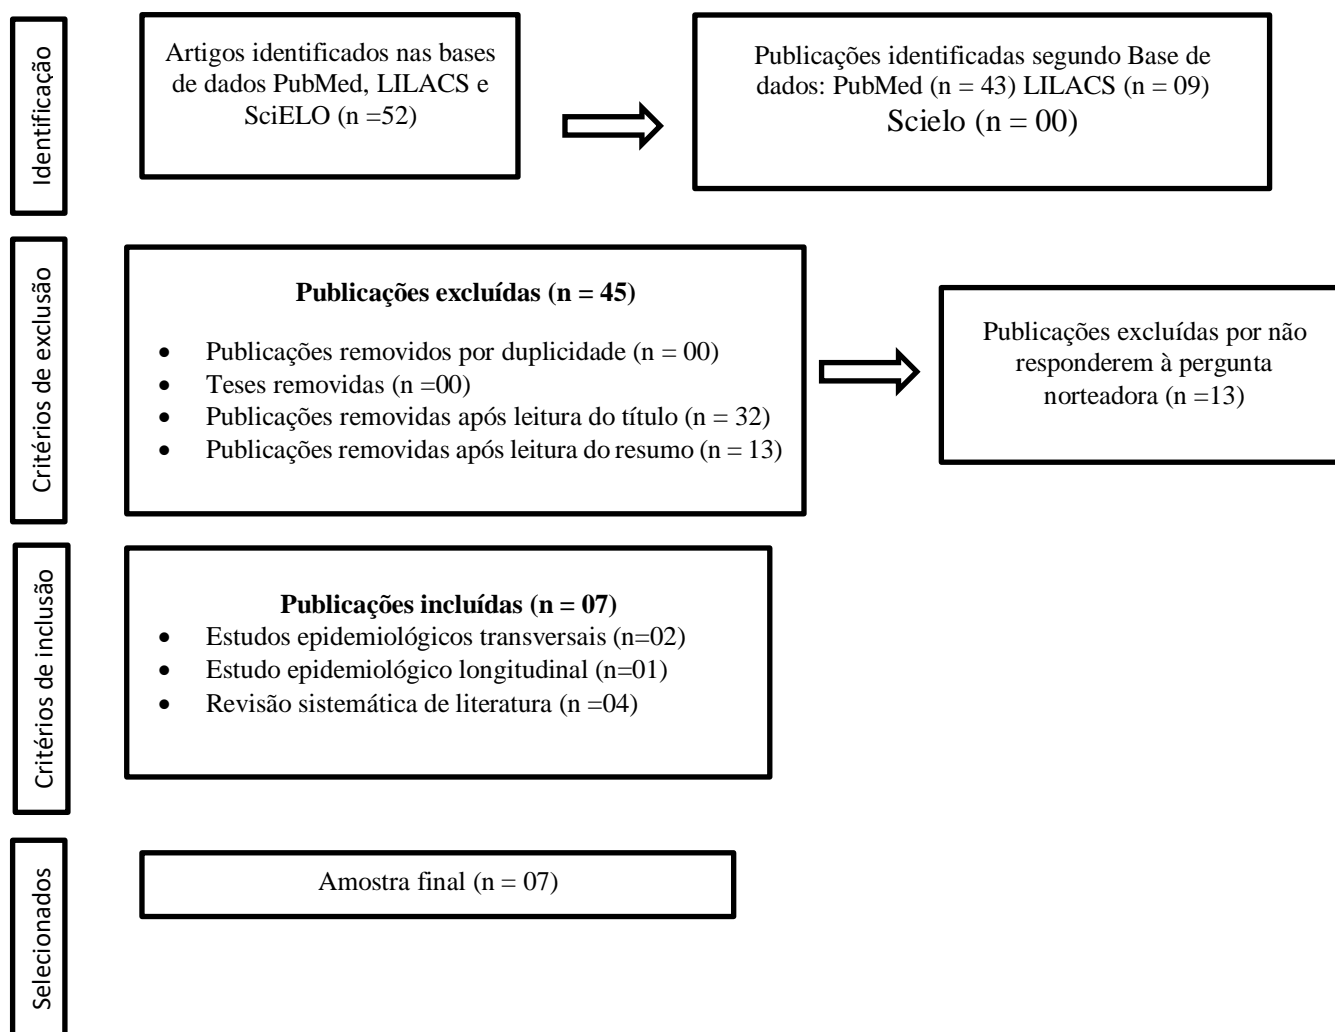 Identificação
Artigos identificados nas bases
de dados PubMed, LILACS e
SciELO (n =52)
Publicações identificadas segundo Base de
dados: PubMed (n = 43) LILACS (n = 09)
Scielo (n = 00)
Critérios de exclusão
Publicações excluídas (n = 45)
• Publicações removidos por duplicidade (n = 00)
• Teses removidas (n =00)
• Publicações removidas após leitura do título (n = 32)
• Publicações removidas após leitura do resumo (n = 13)
Publicações excluídas por não
responderem à pergunta
norteadora (n =13)
Critérios de inclusão
Publicações incluídas (n = 07)
• Estudos epidemiológicos transversais (n=02)
• Estudo epidemiológico longitudinal (n=01)
• Revisão sistemática de literatura (n =04)
Selecionados
Amostra final (n = 07)